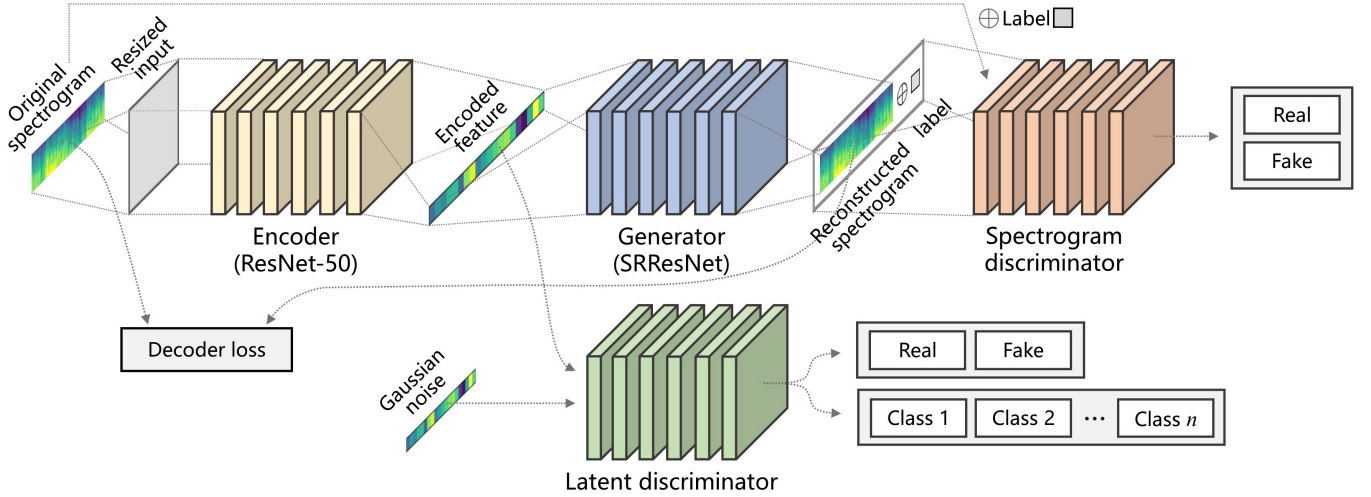 ⊕ Label
Original
spectrogram
Resized
input
Encoded
feature
label
Reconstructed
spectrogram
Real
Fake
Encoder
(ResNet-50)
Generator
(SRResNet)
Spectrogram
discriminator
Decoder loss
Gaussian
noise
Real Fake
Class 1 Class 2 ··· Class n
Latent discriminator